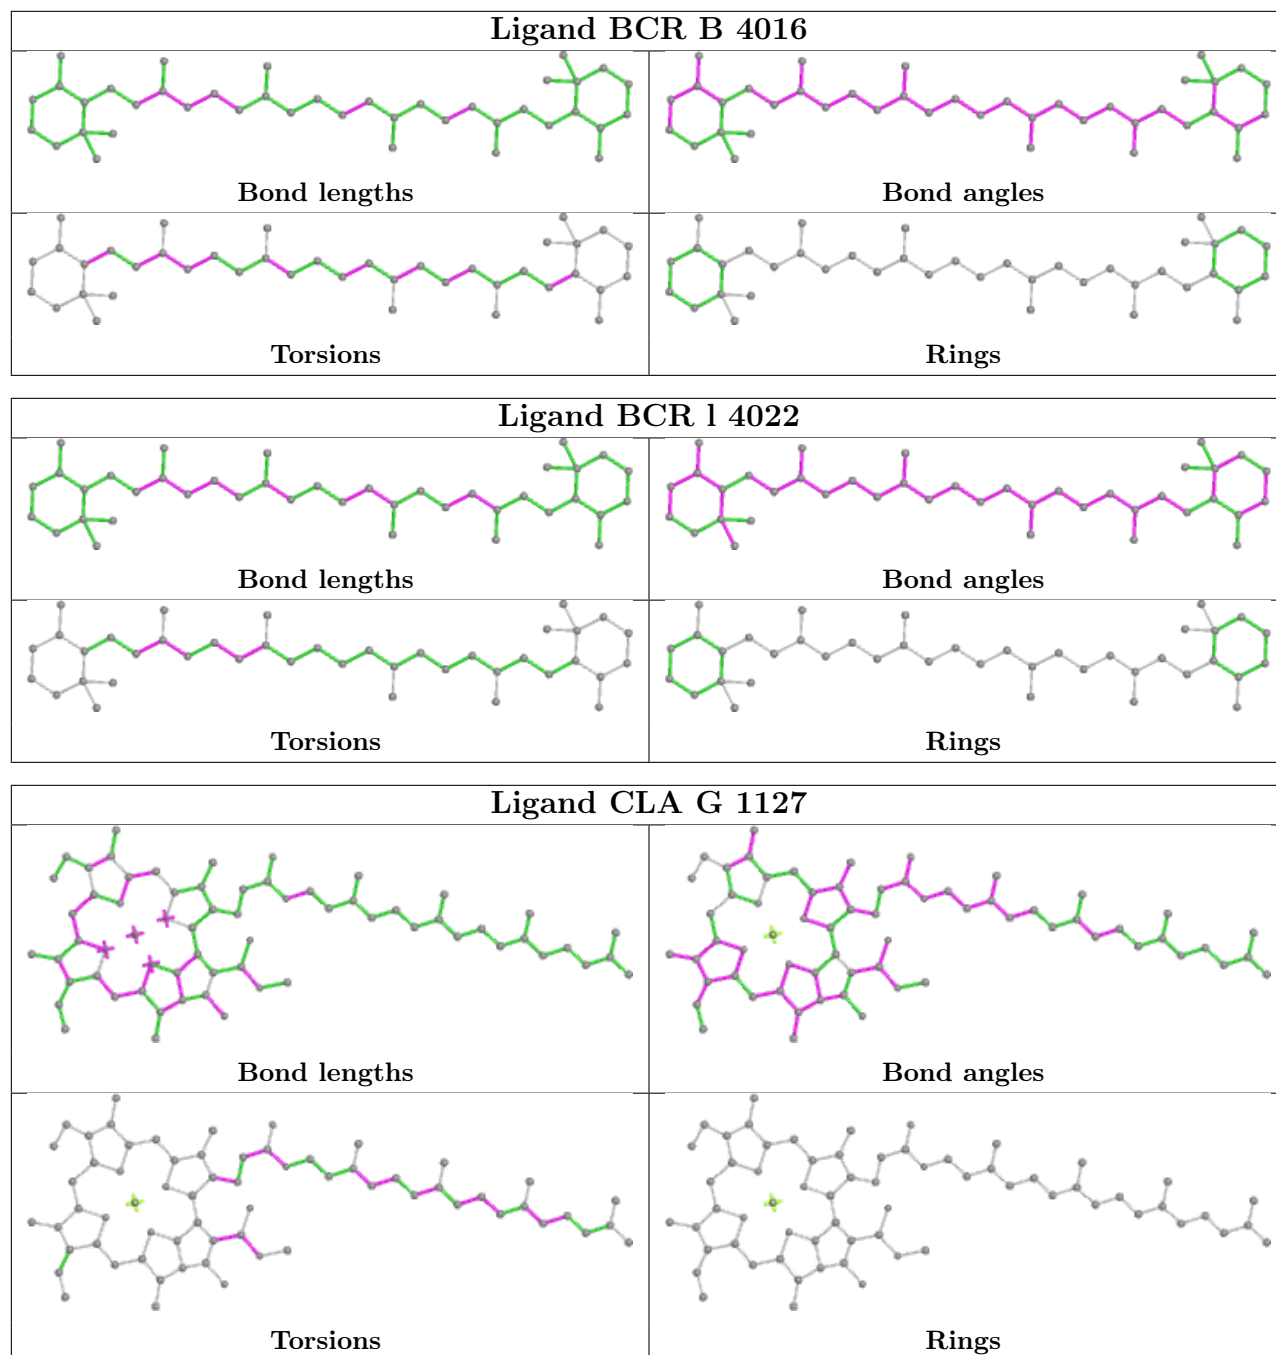 Ligand BCR B 4016
Bond lengths
Bond angles
Torsions
Rings
Ligand BCR l 4022
Bond lengths
Bond angles
Torsions
Rings
Ligand CLA G 1127
Bond lengths
Bond angles
Torsions
Rings